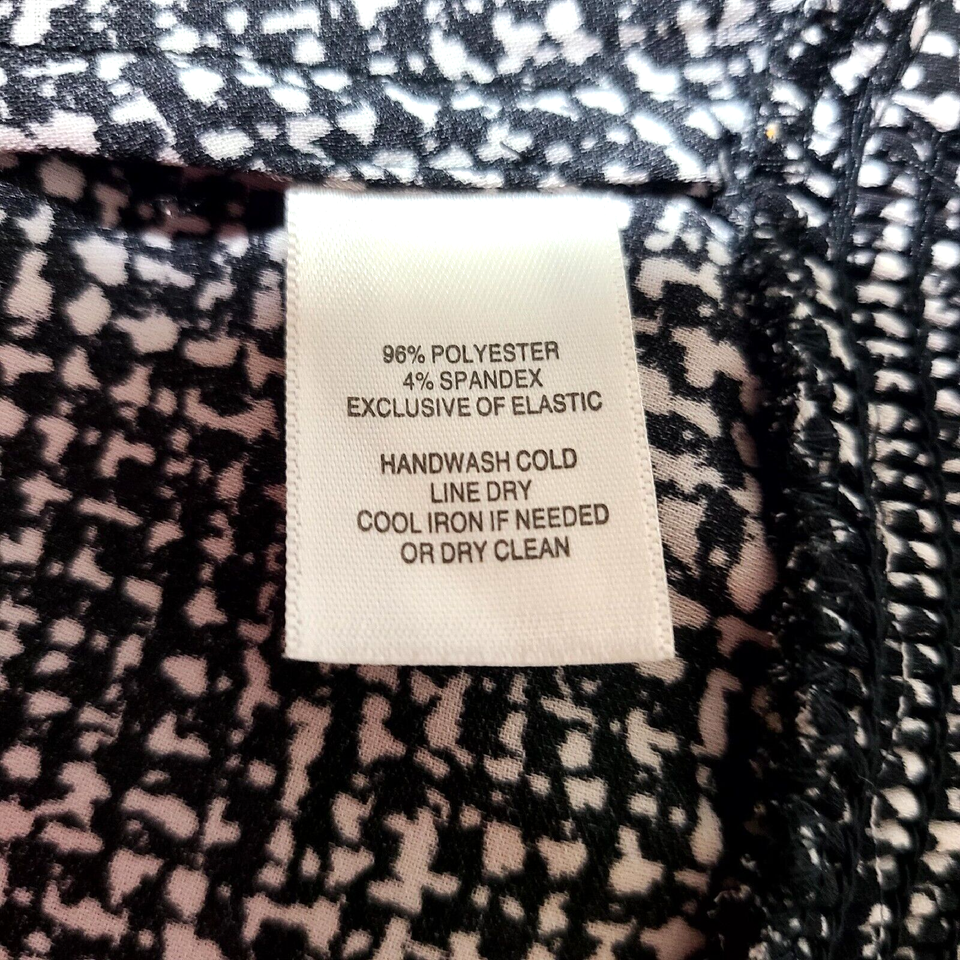 96% POLYESTER
4% SPANDEX
EXCLUSIVE OF ELASTIC
HANDWASH COLD
LINE DRY
COOL IRON IF NEEDED
OR DRY CLEAN